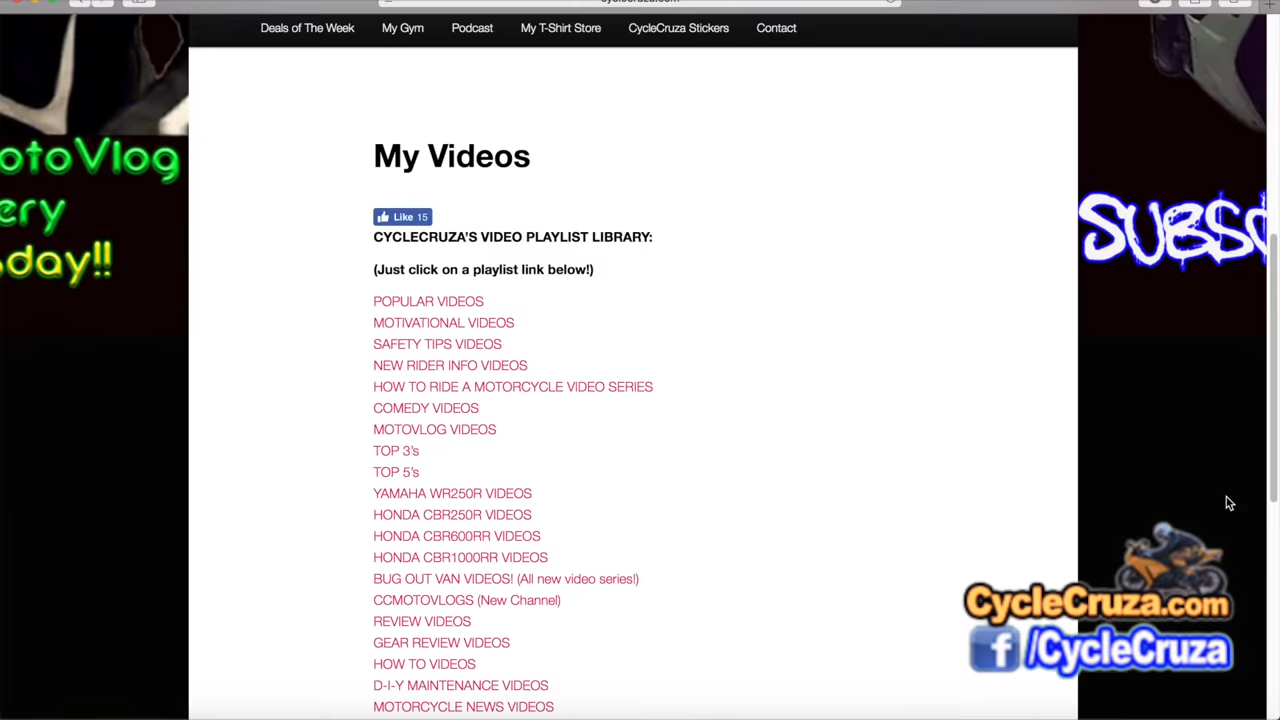 Deals of The Week My Gym Podcast My T-Shirt Store CycleCruza Stickers Contact
otoVlog
ery
day!!
My Videos
Like 15
CYCLECRUZA'S VIDEO PLAYLIST LIBRARY:
(Just click on a playlist link below!)
POPULAR VIDEOS
MOTIVATIONAL VIDEOS
SAFETY TIPS VIDEOS
NEW RIDER INFO VIDEOS
HOW TO RIDE A MOTORCYCLE VIDEO SERIES
COMEDY VIDEOS
MOTOVLOG VIDEOS
TOP 3's
TOP 5's
YAMAHA WR250R VIDEOS
HONDA CBR250R VIDEOS
HONDA CBR600RR VIDEOS
HONDA CBR1000RR VIDEOS
BUG OUT VAN VIDEOS! (All new video series!)
CCMOTOVLOGS (New Channel)
REVIEW VIDEOS
GEAR REVIEW VIDEOS
HOW TO VIDEOS
D-I-Y MAINTENANCE VIDEOS
MOTORCYCLE NEWS VIDEOS
SUBSC
CycleCruza.com
f /CycleCruza